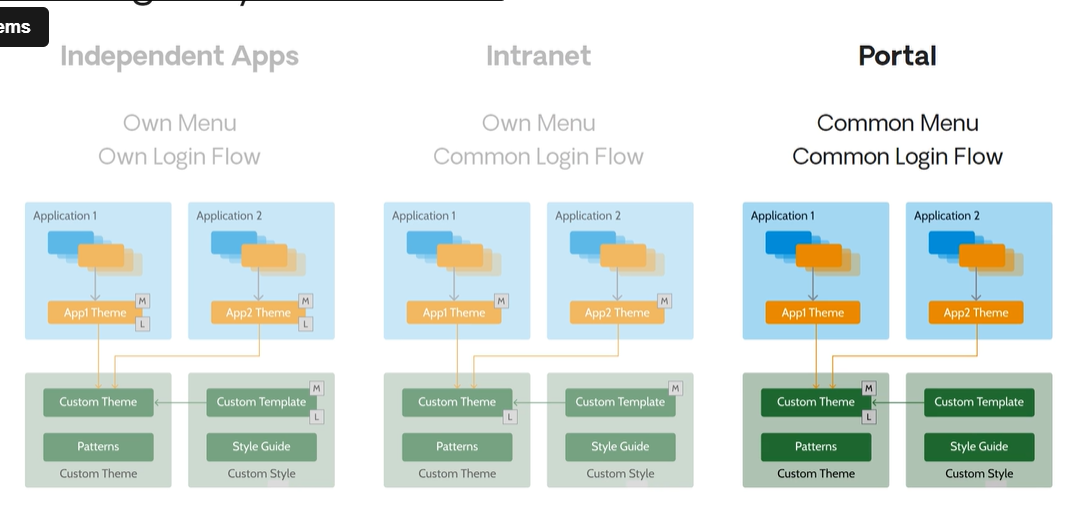 ems
Independent Apps
Own Menu
Own Login Flow
Application 1
App1 Theme
M
L
Application 2
App2 Theme
M
L
Custom Theme
Patterns
Custom Theme
Custom Template
M
L
Style Guide
Custom Style
Intranet
Own Menu
Common Login Flow
Application 1
App1 Theme
M
Application 2
App2 Theme
M
Custom Theme
L
Patterns
Custom Theme
Custom Template
M
Style Guide
Custom Style
Portal
Common Menu
Common Login Flow
Application 1
App1 Theme
Application 2
App2 Theme
Custom Theme
M
L
Patterns
Custom Theme
Custom Template
Style Guide
Custom Style